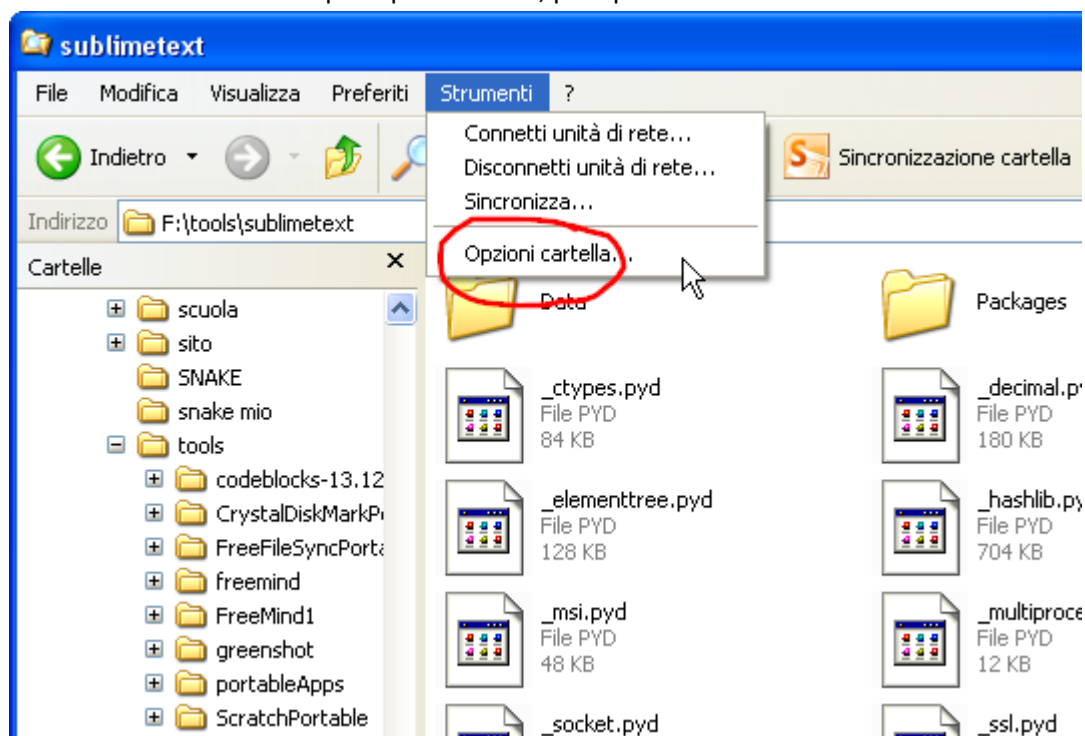 sublimetext
File Modifica Visualizza Preferiti Strumenti ?
Connetti unità di rete...
Disconnetti unità di rete...
Sincronizza...
Opzioni cartella...
Indietro
Sincronizzazione cartella
Indirizzo F:\tools\sublimetext
Cartelle
scuola
sito
SNAKE
snake mio
tools
codeblocks-13.12
CrystalDiskMarkP
FreeFileSyncPorta
freemind
FreeMind1
greenshot
portableApps
ScratchPortable
Data
Packages
_ctypes.pyd
File PYD
84 KB
_decimal.p
File PYD
180 KB
_elementtree.pyd
File PYD
128 KB
_hashlib.py
File PYD
704 KB
_msi.pyd
File PYD
48 KB
_multiproce
File PYD
12 KB
_socket.pyd
_ssl.pyd